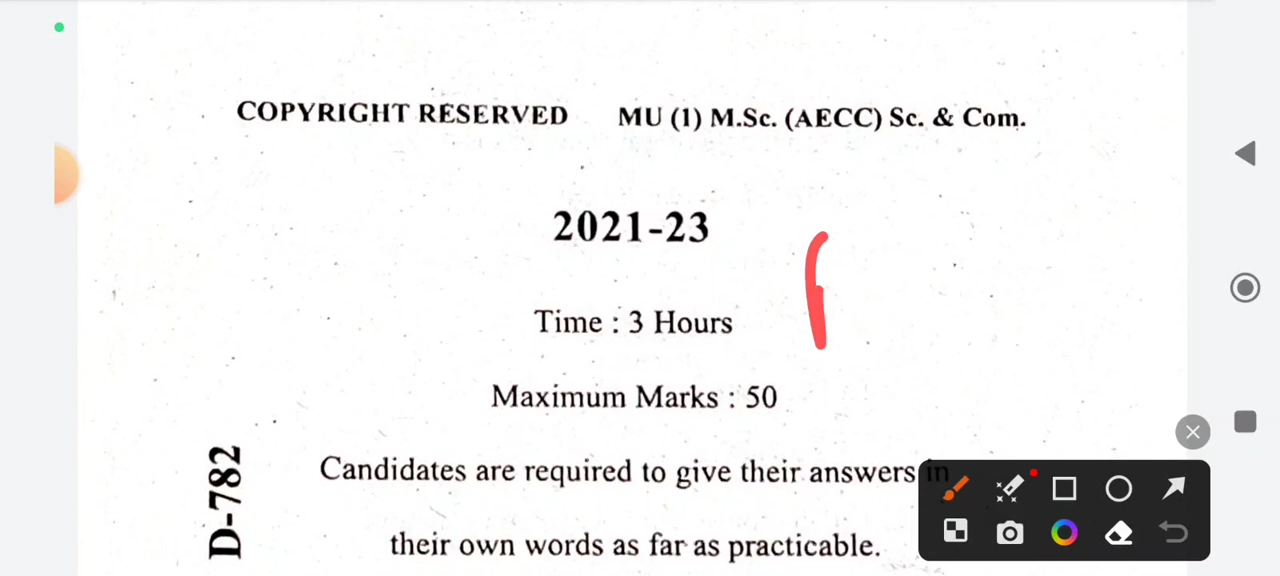 COPYRIGHT RESERVED MU (1) M.Sc. (AECC) Sc. & Com.
2021-23
Time : 3 Hours
Maximum Marks : 50
D-782
Candidates are required to give their answers in
their own words as far as practicable.